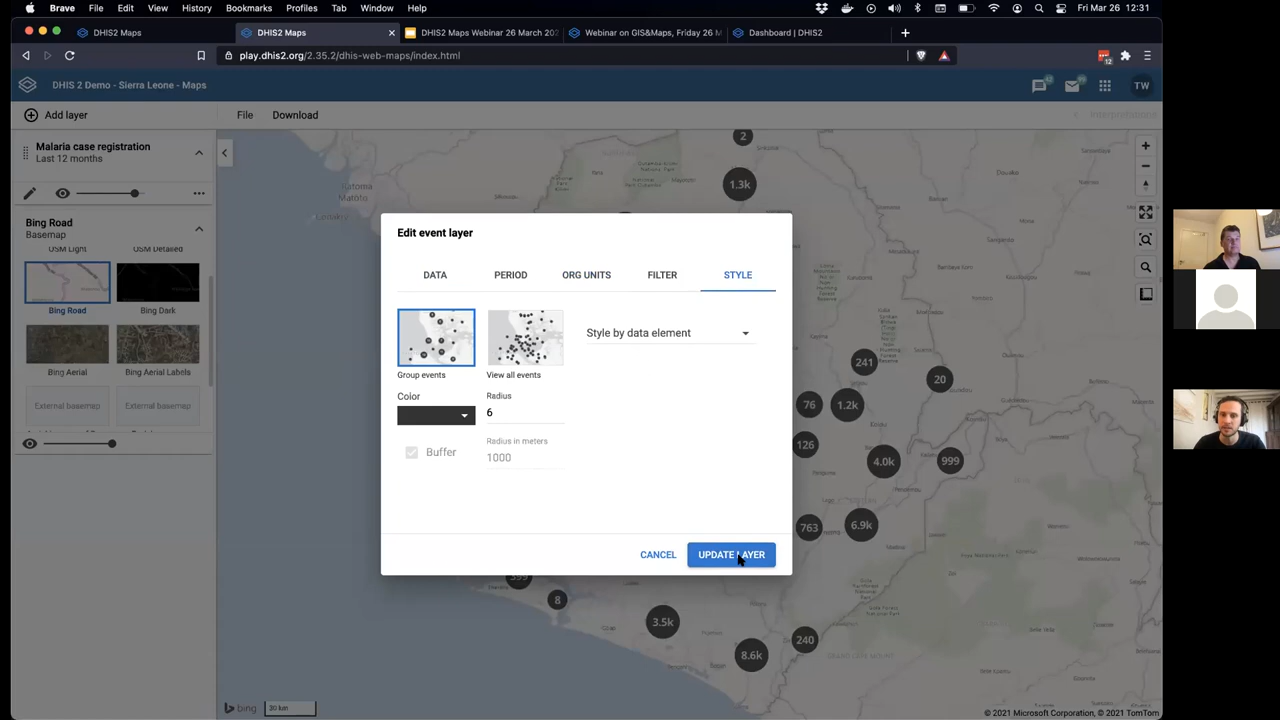 Brave File Edit View History Bookmarks Profiles Tab Window Help Fri Mar 26 12:31
DHIS2 Maps DHIS2 Maps DHIS2 Maps Webinar 26 March 202 Webinar on GIS&Maps, Friday 26 M Dashboard | DHIS2
play.dhis2.org/2.35.2/dhis-web-maps/index.html
12
DHIS 2 Demo - Sierra Leone - Maps
TW
Add layer
File Download
Interpretations
Malaria case registration
Last 12 months
Bing Road
Basemap
OSM Light OSM Detailed
Bing Road Bing Dark
Bing Aerial Bing Aerial Labels
External basemap External basemap
2
1.3k
241
20
76
1.2k
126
4.0k
999
763
6.9k
399
8
3.5k
240
8.6k
Edit event layer
DATA PERIOD ORG UNITS FILTER STYLE
Style by data element
Group events View all events
Color Radius
6
Buffer
Radius in meters
1000
CANCEL UPDATE LAYER
bing 30 km
© 2021 Microsoft Corporation, © 2021 TomTom